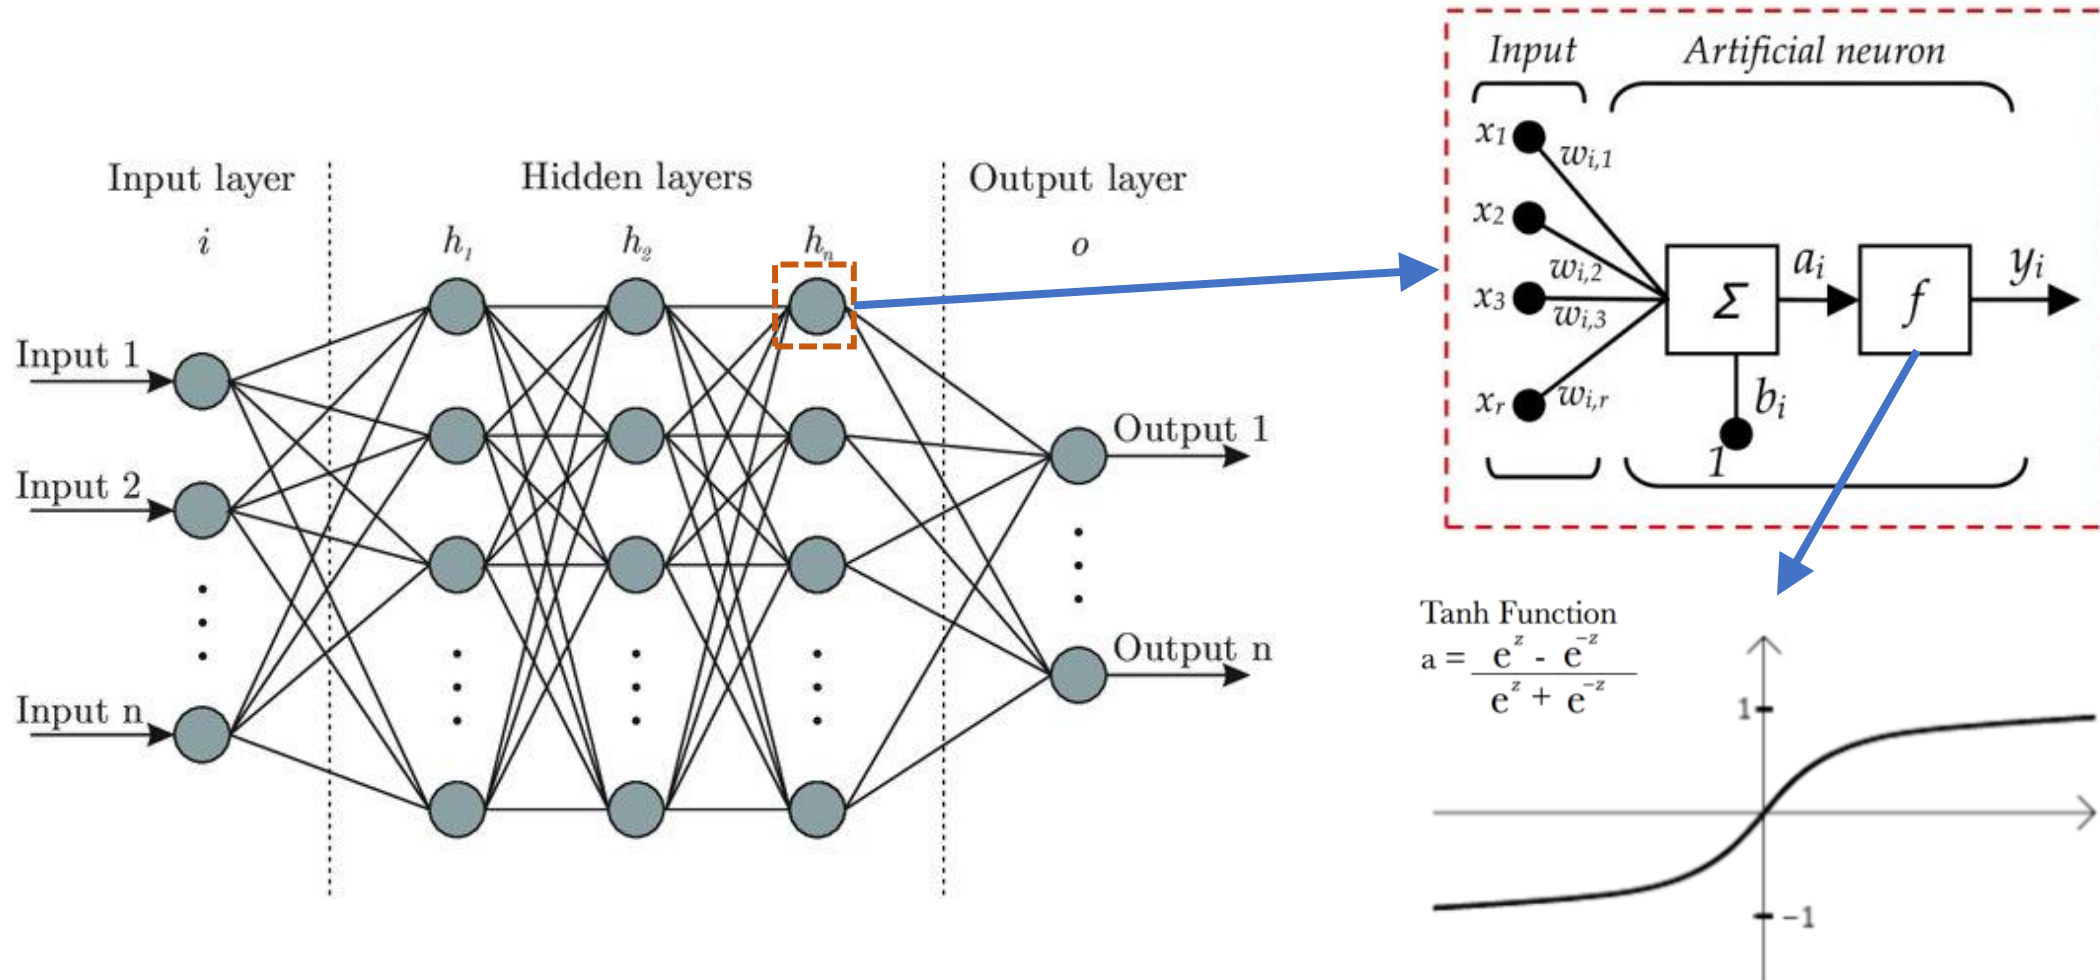 Input layer
Hidden layers
Output layer
i
h1
h2
hn
o
Input 1
Input 2
Input n
Output 1
Output n
Input
Artificial neuron
x1
wi,1
x2
wi,2
x3
wi,3
xr
wi,r
Σ
ai
f
yi
bi
1
Tanh Function
a = e^z - e^-z
e^z + e^-z
1
-1